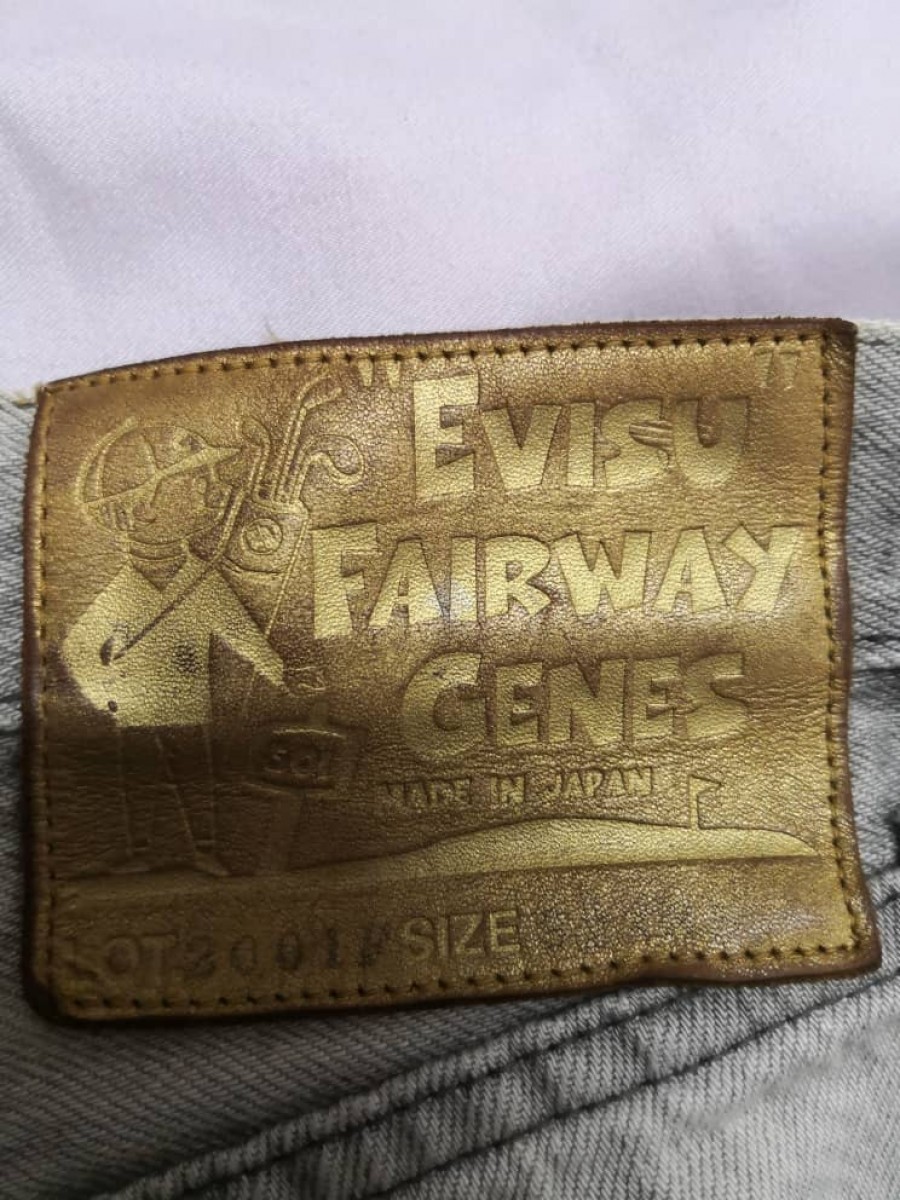 "EVISU"
FAIRWAY
GENES
MADE IN JAPAN
LOT 2001 SIZE